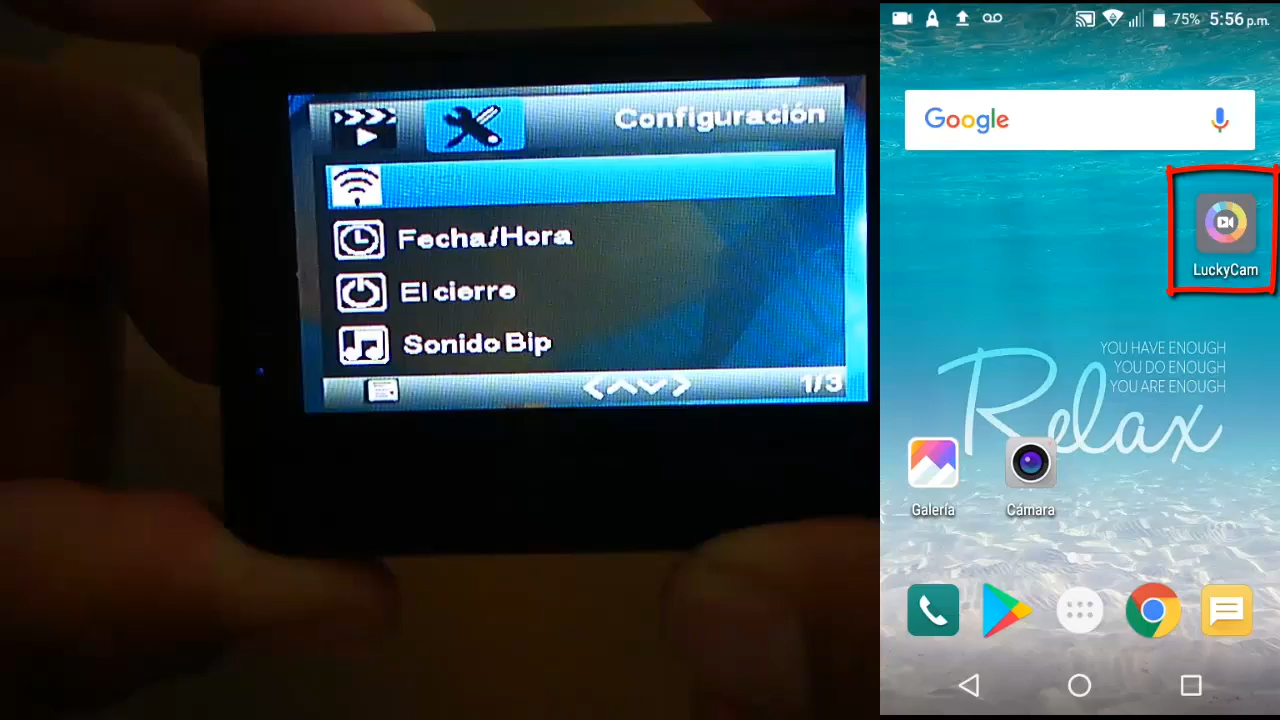 Configuración
Fecha/Hora
El cierre
Sonido Bip
1/3
75% 5:56 p.m.
Google
LuckyCam
YOU HAVE ENOUGH
YOU DO ENOUGH
YOU ARE ENOUGH
Relax
Galería
Cámara